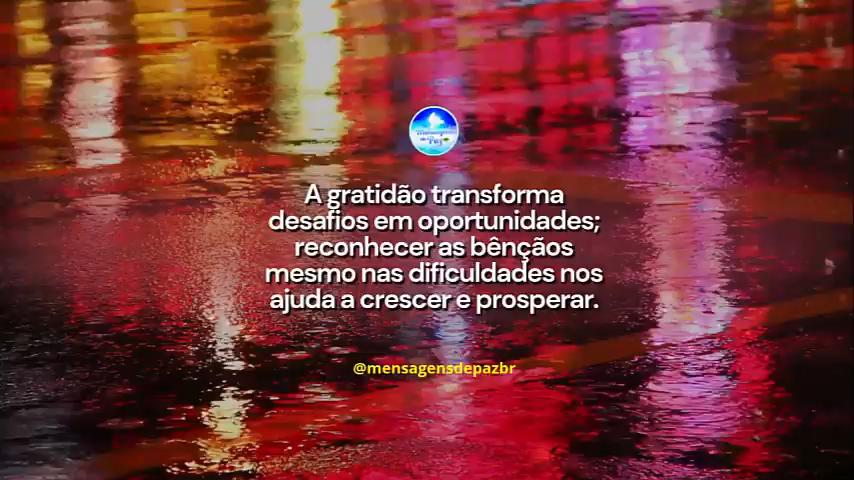 A gratidão transforma
desafios em oportunidades;
reconhecer as bênçãos
mesmo nas dificuldades nos
ajuda a crescer e prosperar.
@mensagensdepazbr